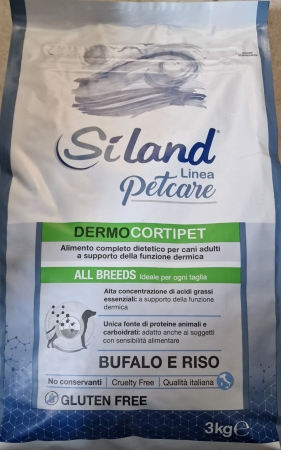 Siland
Linea
Petcare
DERMOCORTIPET
Alimento completo dietetico per cani adulti
a supporto della funzione dermica
ALL BREEDS Ideale per ogni taglia
Alta concentrazione di acidi grassi
essenziali: a supporto della funzione
dermica
Unica fonte di proteine animali e
carboidrati: adatto anche ai soggetti
con sensibilità alimentare
BUFALO E RISO
No conservanti Cruelty Free Qualità italiana
GLUTEN FREE
3kg e